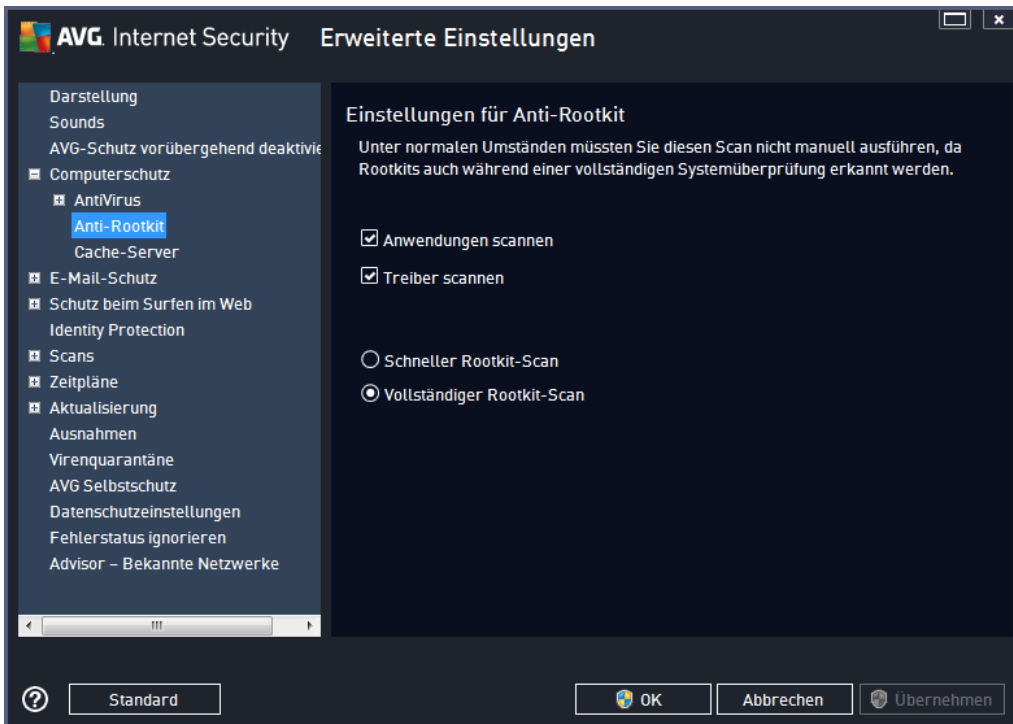 AVG. Internet Security Erweiterte Einstellungen
Darstellung
Sounds
AVG-Schutz vorübergehend deaktivie
Computerschutz
AntiVirus
Anti-Rootkit
Cache-Server
E-Mail-Schutz
Schutz beim Surfen im Web
Identity Protection
Scans
Zeitpläne
Aktualisierung
Ausnahmen
Virenquarantäne
AVG Selbstschutz
Datenschutzeinstellungen
Fehlerstatus ignorieren
Advisor – Bekannte Netzwerke
Einstellungen für Anti-Rootkit
Unter normalen Umständen müssten Sie diesen Scan nicht manuell ausführen, da
Rootkits auch während einer vollständigen Systemüberprüfung erkannt werden.
Anwendungen scannen
Treiber scannen
Schneller Rootkit-Scan
Vollständiger Rootkit-Scan
? Standard OK Abbrechen Übernehmen